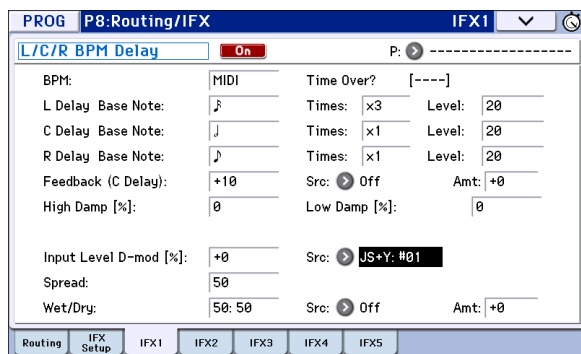 PROG P8:Routing/IFX IFX1
L/C/R BPM Delay On P: ------------------
BPM: MIDI Time Over? [----]
L Delay Base Note: Times: x3 Level: 20
C Delay Base Note: Times: x1 Level: 20
R Delay Base Note: Times: x1 Level: 20
Feedback (C Delay): +10 Src: Off Amt: +0
High Damp [%]: 0 Low Damp [%]: 0
Input Level D-mod [%]: +0 Src: JS+Y: #01
Spread: 50
Wet/Dry: 50:50 Src: Off Amt: +0
Routing IFX Setup IFX1 IFX2 IFX3 IFX4 IFX5